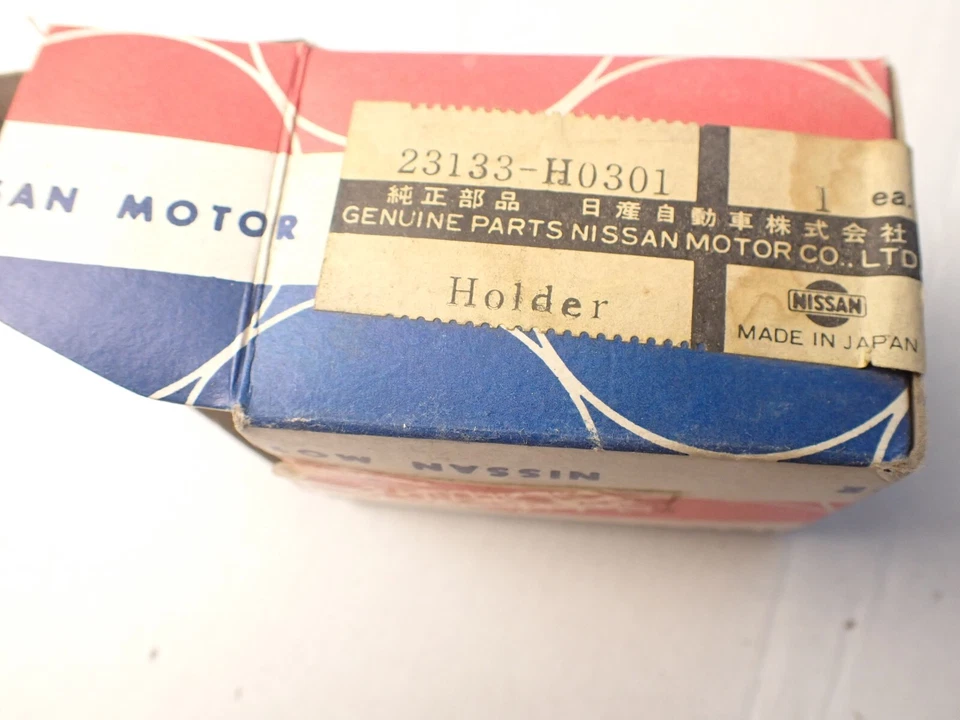 SAN MOTOR
23133-H0301
1 ea.
純正部品 日産自動車株式会社
GENUINE PARTS NISSAN MOTOR CO., LTD
Holder
NISSAN
MADE IN JAPAN
NISSAN MO